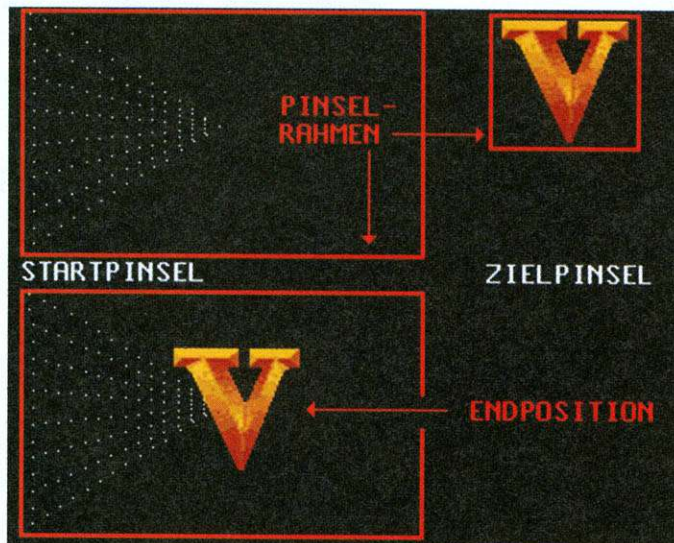 V
PINSEL-
RAHMEN
STARTPINSEL
ZIELPINSEL
V
ENDPOSITION